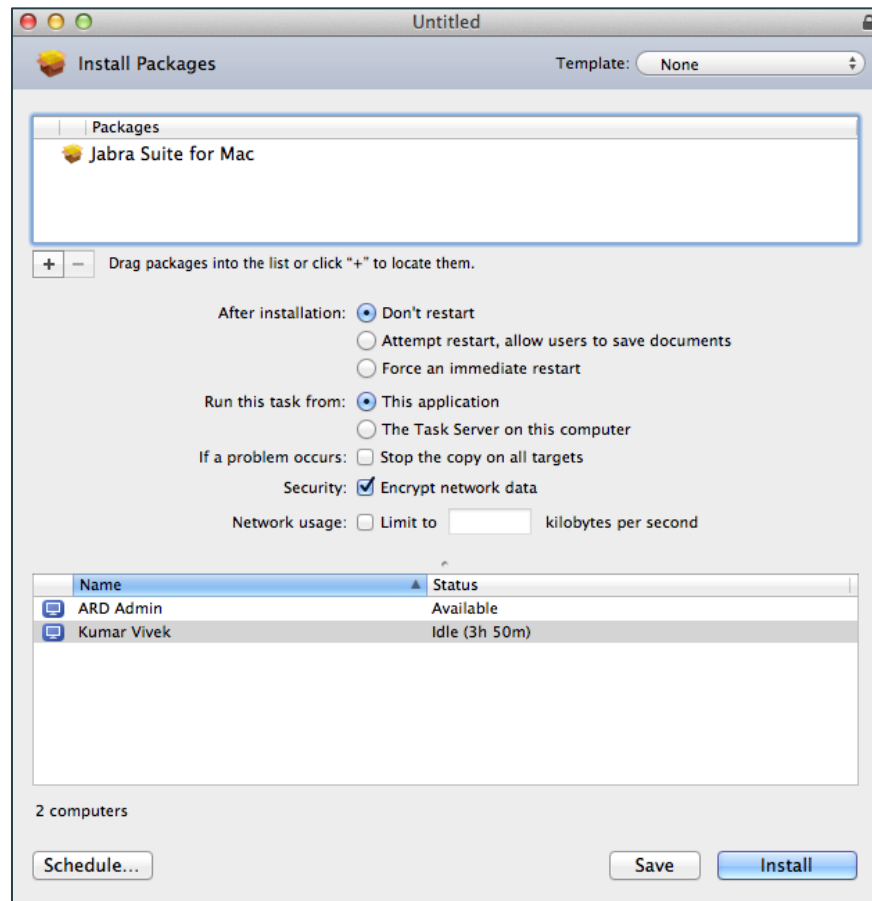 Untitled
Install Packages
Template: None
Packages
Jabra Suite for Mac
+ − Drag packages into the list or click “+” to locate them.
After installation: Don't restart
Attempt restart, allow users to save documents
Force an immediate restart
Run this task from: This application
The Task Server on this computer
If a problem occurs: Stop the copy on all targets
Security: Encrypt network data
Network usage: Limit to kilobytes per second
Name Status
ARD Admin Available
Kumar Vivek Idle (3h 50m)
2 computers
Schedule... Save Install